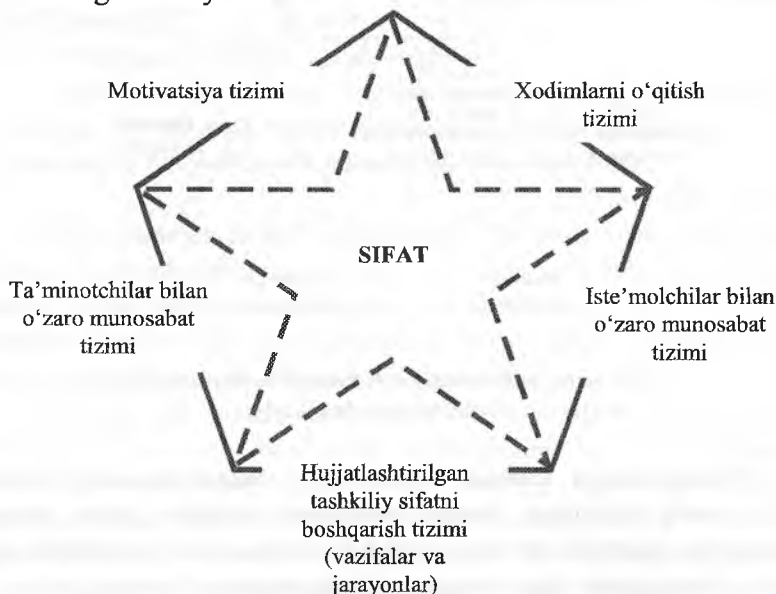 Motivatsiya tizimi
Xodimlarni o‘qitish
tizimi
SIFAT
Ta’minotchilar bilan
o‘zaro munosabat
tizimi
Iste’molchilar bilan
o‘zaro munosabat
tizimi
Hujjatlashtirilgan
tashkiliy sifatni
boshqarish tizimi
(vazifalar va
jarayonlar)